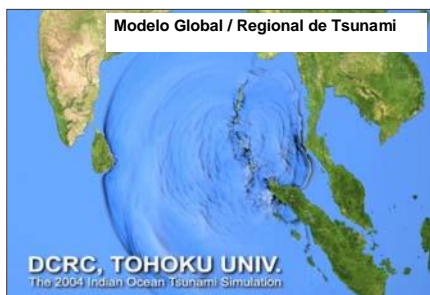 Modelo Global / Regional de Tsunami
DCRC, TOHOKU UNIV.
The 2004 Indian Ocean Tsunami Simulation